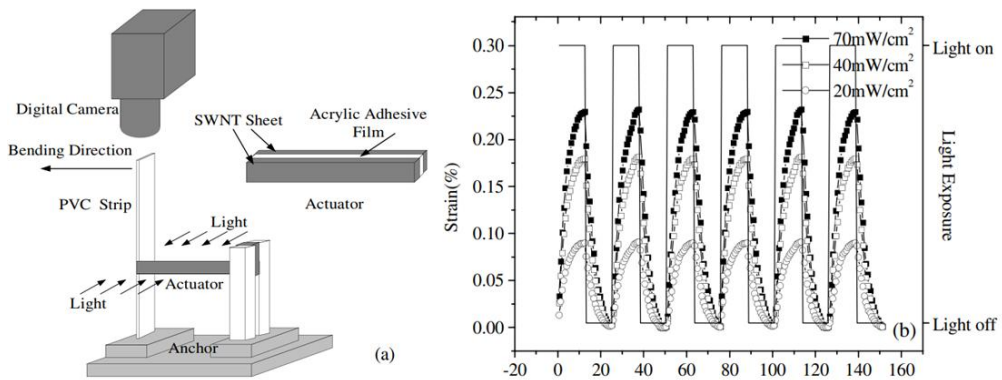 Digital Camera
Bending Direction
PVC Strip
Light
Light
Actuator
Anchor
SWNT Sheet
Acrylic Adhesive
Film
Actuator
(a)
Strain(%)
0.30
0.25
0.20
0.15
0.10
0.05
0.00
-20 0 20 40 60 80 100 120 140 160
70mW/cm²
40mW/cm²
20mW/cm²
Light on
Light Exposure
Light off
(b)